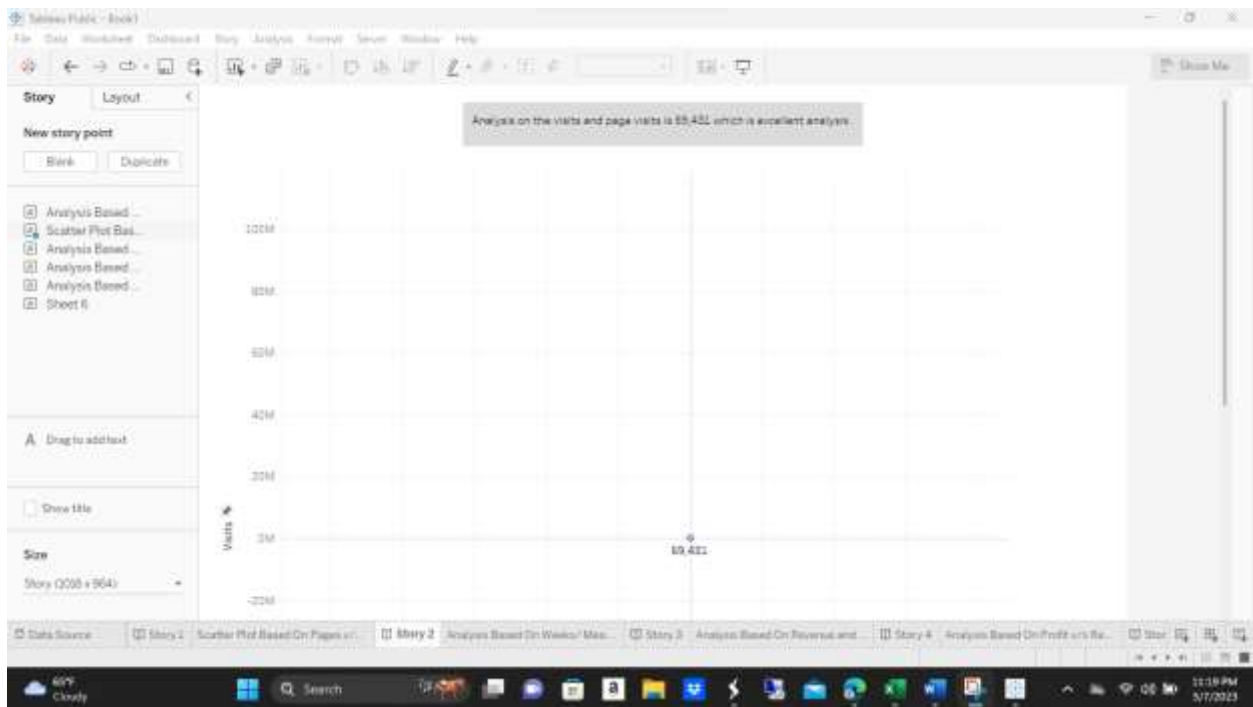 Tableau Public - Book1
File Data Worksheet Dashboard Story Analysis Format Server Window Help
Show Me
Story Layout
New story point
Blank Duplicate
Analysis Based ...
Scatter Plot Bas...
Analysis Based ...
Analysis Based ...
Analysis Based ...
Sheet 6
A Drag to add text
Show title
Size
Story (1016 x 964)
Analysis on the visits and page visits is 69,431 which is excellent analysis
100M
80M
60M
40M
20M
0M
-20M
Visits
69,431
Data Source Story 1 Scatter Plot Based On Pages Story 2 Analysis Based On Weeks/ Story 3 Analysis Based On Revenue and Story 4 Analysis Based On Profit v/s Re... Stor
Cloudy
Search
11:19 PM
5/7/2023